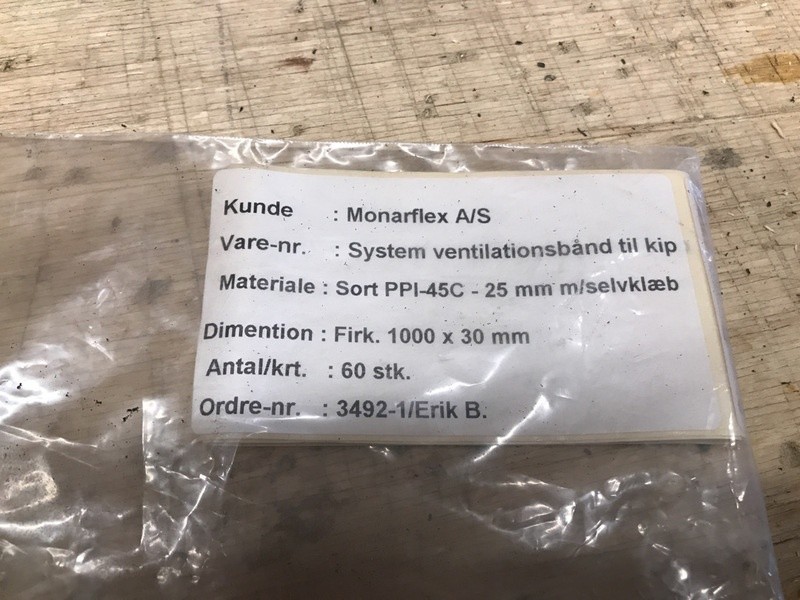 Kunde : Monarflex A/S
Vare-nr. : System ventilationsbånd til kip
Materiale : Sort PPI-45C - 25 mm m/selvklæb
Dimention : Firk. 1000 x 30 mm
Antal/krt. : 60 stk.
Ordre-nr. : 3492-1/Erik B.